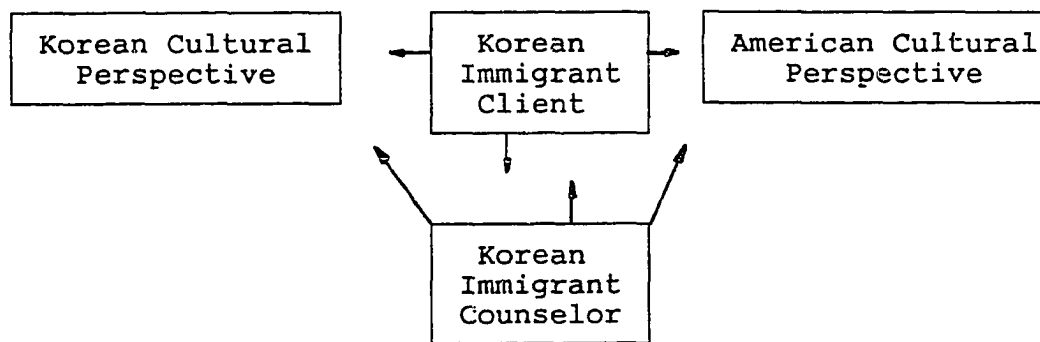 Korean Cultural
Perspective
Korean
Immigrant
Client
American Cultural
Perspective
Korean
Immigrant
Counselor